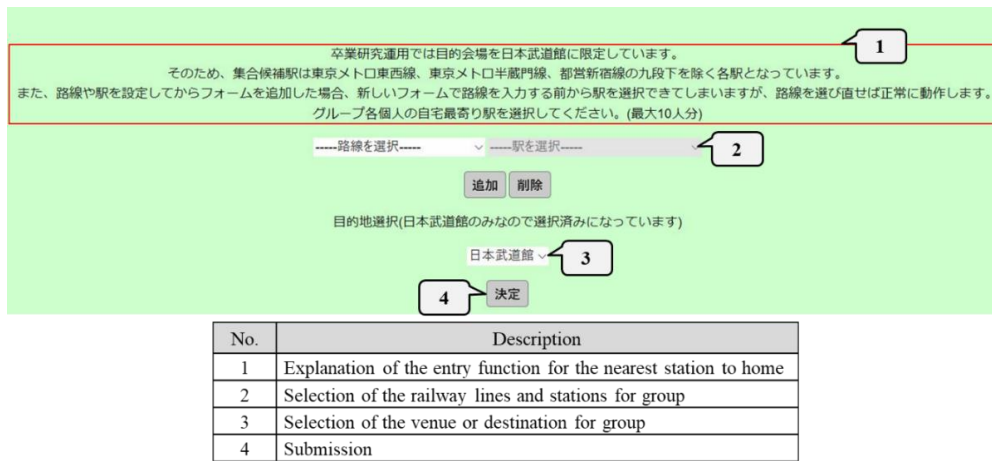 1
卒業研究運用では目的会場を日本武道館に限定しています。
そのため、集合候補駅は東京メトロ東西線、東京メトロ半蔵門線、都営新宿線の九段下を除く各駅となっています。
また、路線や駅を設定してからフォームを追加した場合、新しいフォームで路線を入力する前から駅を選択できてしまいますが、路線を選び直せば正常に動作します。
グループ各個人の自宅最寄り駅を選択してください。(最大10人分)
-----路線を選択----- -----駅を選択----- 2
追加 削除
目的地選択(日本武道館のみなので選択済みになっています)
日本武道館 3
4 決定
No. Description
1 Explanation of the entry function for the nearest station to home
2 Selection of the railway lines and stations for group
3 Selection of the venue or destination for group
4 Submission